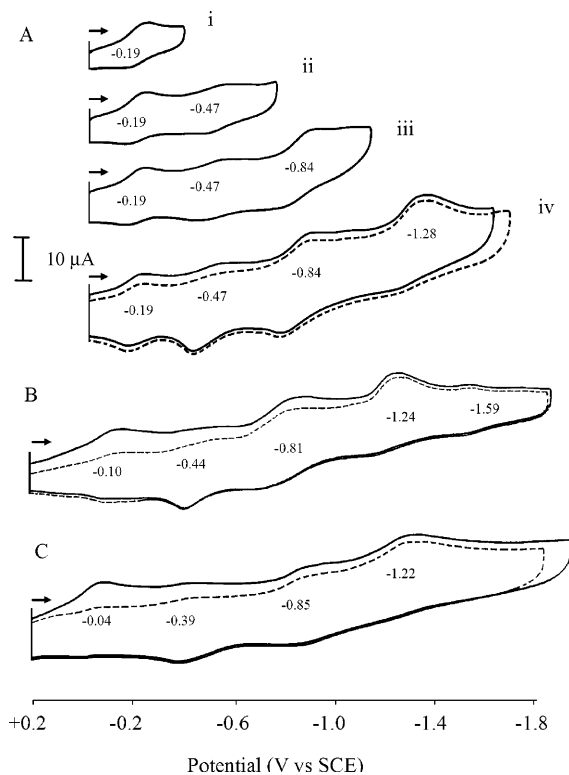 A
i
-0.19
ii
-0.19 -0.47
iii
-0.19 -0.47 -0.84
iv
10 µA
-0.19 -0.47 -0.84 -1.28
B
-0.10 -0.44 -0.81 -1.24 -1.59
C
-0.04 -0.39 -0.85 -1.22
+0.2 -0.2 -0.6 -1.0 -1.4 -1.8
Potential (V vs SCE)